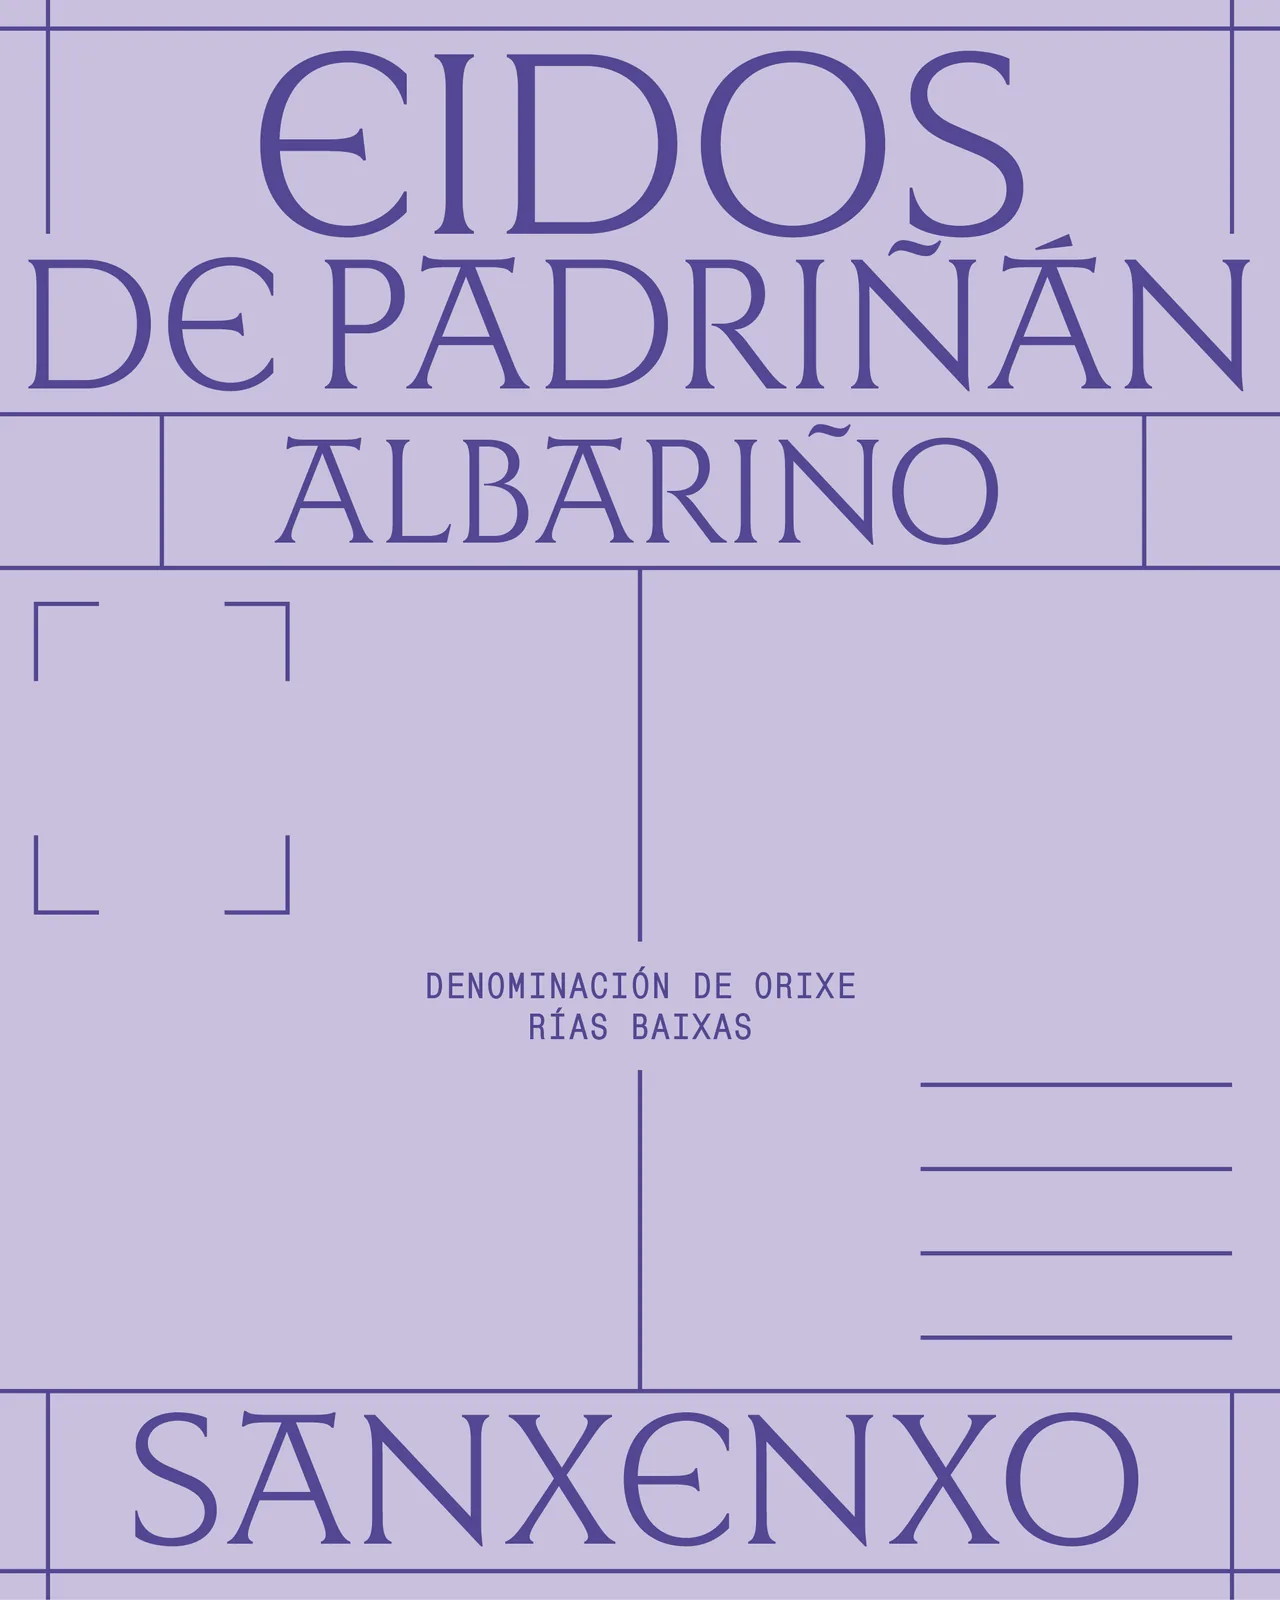 EIDOS
DE PADRIÑÁN
ALBARIÑO
DENOMINACIÓN DE ORIXE
RÍAS BAIXAS
SANXENXO